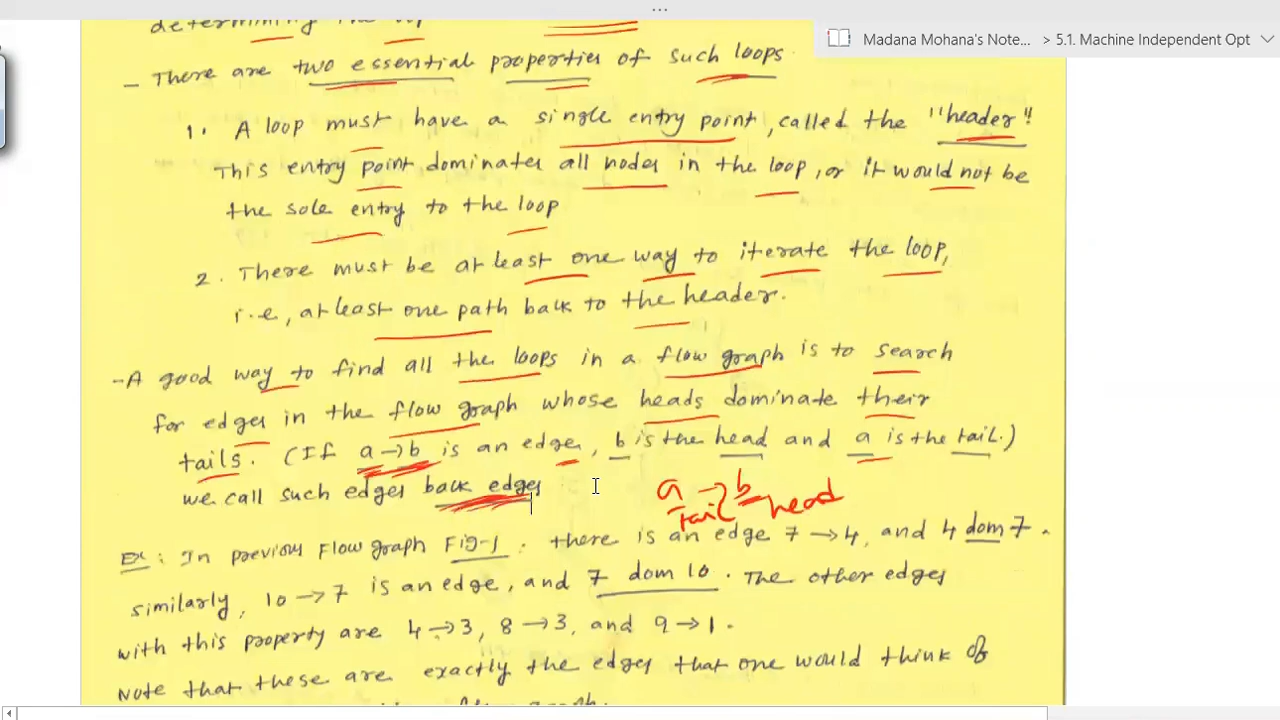 ...
Madana Mohana's Note... > 5.1. Machine Independent Opt
determining the
- There are two essential properties of such loops
1. A loop must have a single entry point, called the "header".
This entry point dominates all nodes in the loop, or it would not be
the sole entry to the loop
2. There must be at least one way to iterate the loop,
i.e, at least one path back to the header.
- A good way to find all the loops in a flow graph is to search
for edges in the flow graph whose heads dominate their
tails. (If a → b is an edge, b is the head and a is the tail.)
we call such edges back edges
a → b
tail head
Ex: In previous Flow graph Fig-1. there is an edge 7 → 4, and 4 dom 7.
similarly, 10 → 7 is an edge, and 7 dom 10. The other edges
with this property are 4 → 3, 8 → 3, and 9 → 1.
Note that these are exactly the edges that one would think of